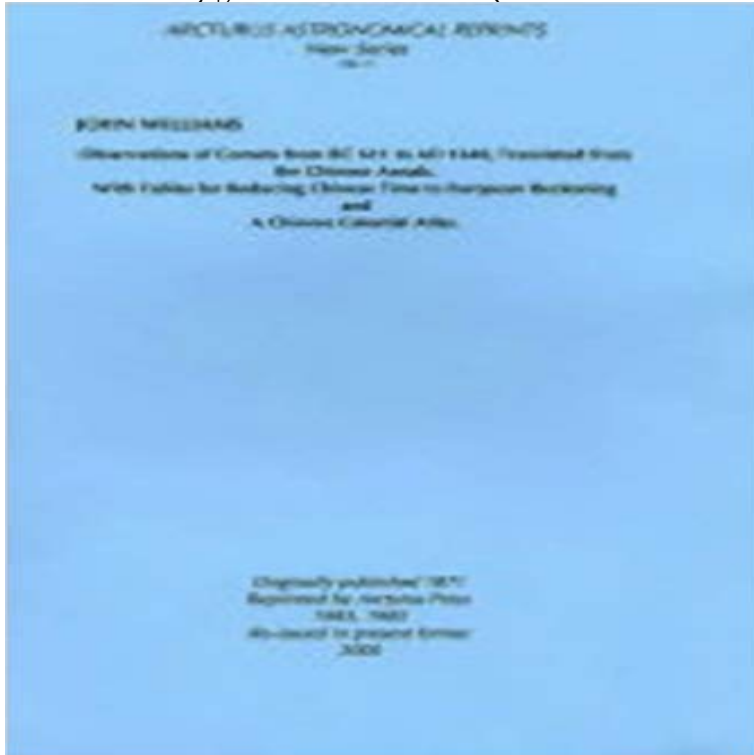 ARCTURUS ASTRONOMICAL REPRINTS
New Series
JOHN WILLIAMS
Observations of Comets from BC 611 to AD 1640, Translated from
the Chinese Annals.
With Tables for Reducing Chinese Time to European Reckoning
and
A Chinese Celestial Atlas.
Originally published 1871
Reprinted by Arcturus Press
Re-issued in present format